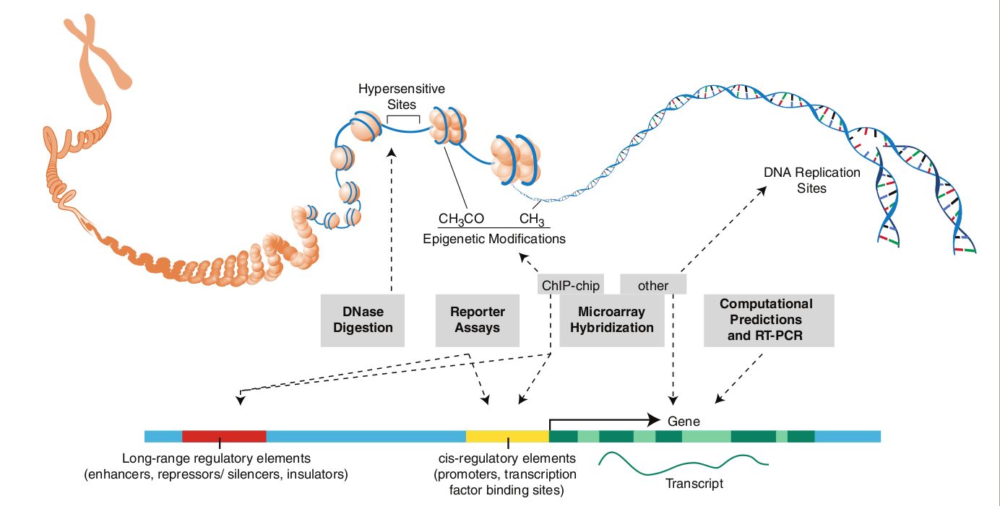 Hypersensitive
Sites
DNA Replication
Sites
CH3CO
CH3
Epigenetic Modifications
ChIP-chip
other
DNase
Digestion
Reporter
Assays
Microarray
Hybridization
Computational
Predictions
and RT-PCR
Gene
Long-range regulatory elements
(enhancers, repressors/ silencers, insulators)
cis-regulatory elements
(promoters, transcription
factor binding sites)
Transcript